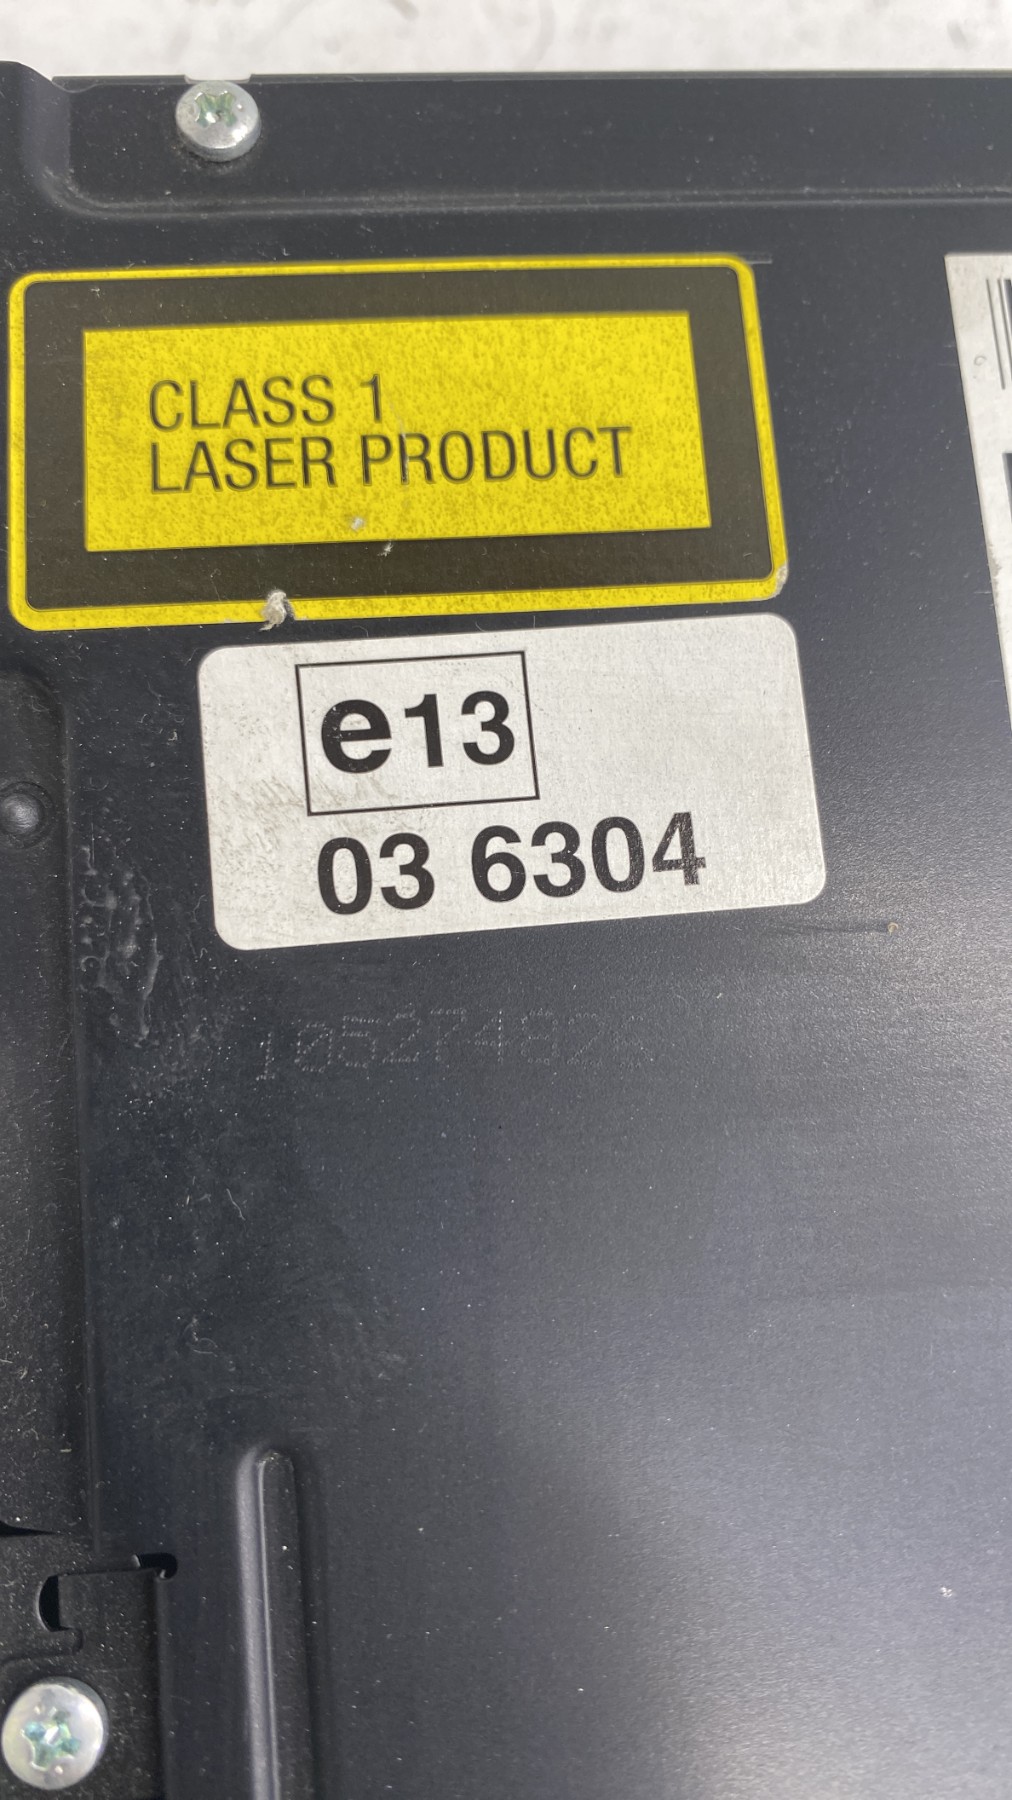 CLASS 1
LASER PRODUCT
e13
03 6304